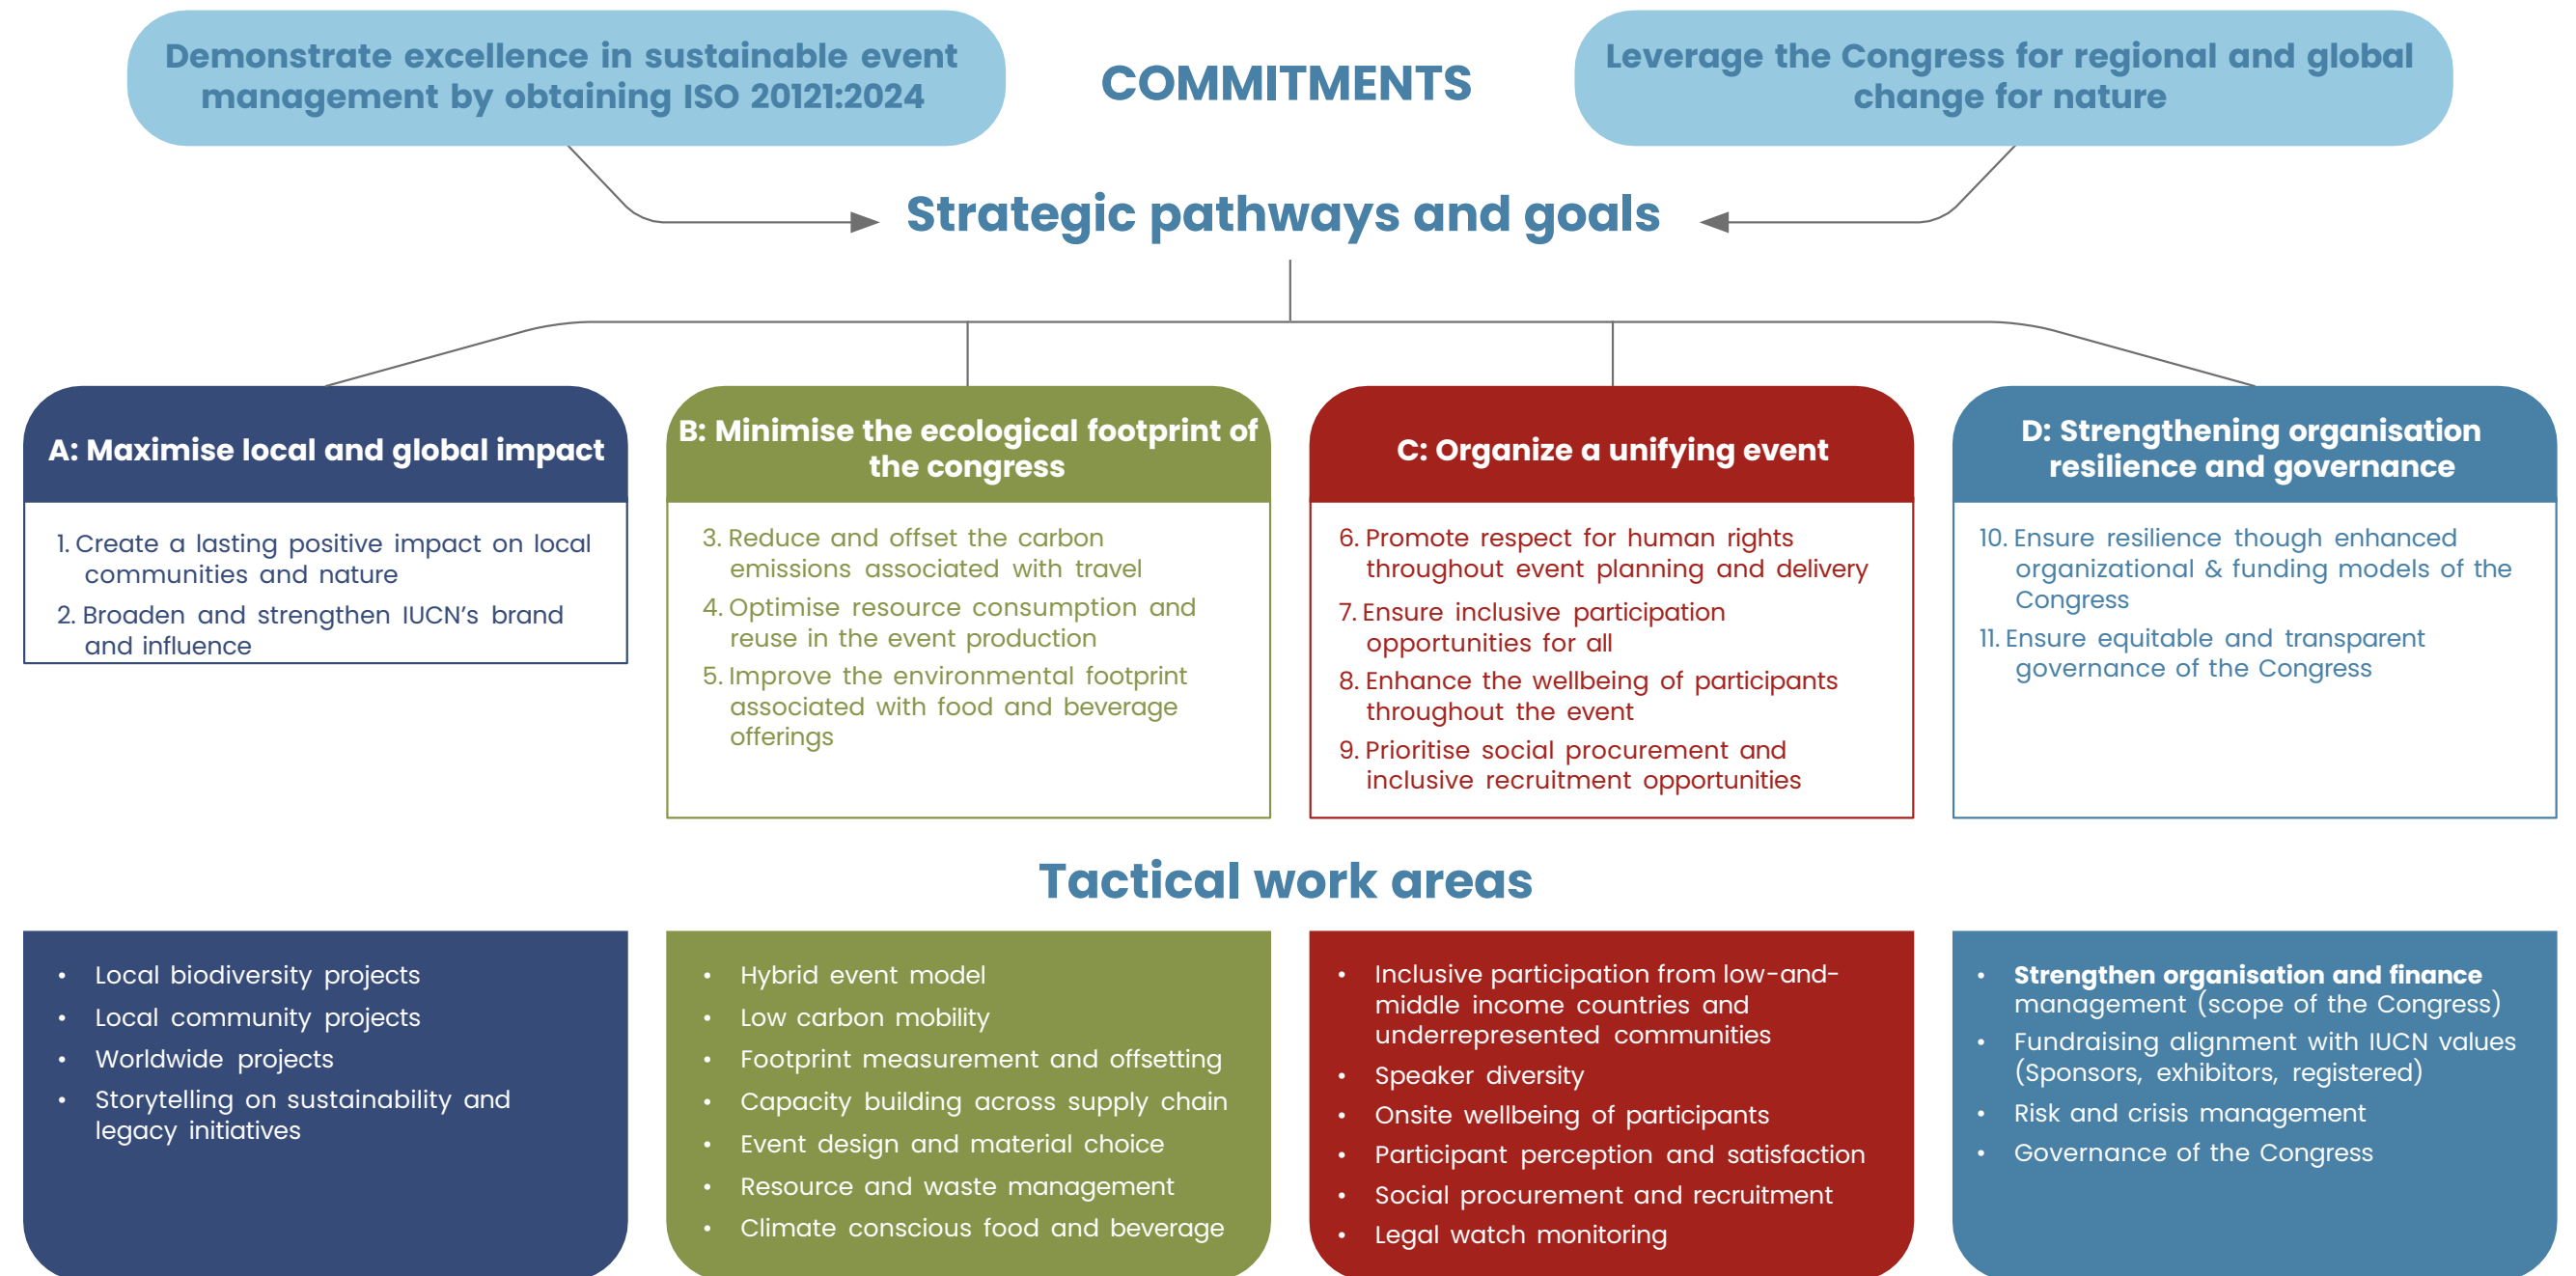 Demonstrate excellence in sustainable event
management by obtaining ISO 20121:2024
COMMITMENTS
Leverage the Congress for regional and global
change for nature
Strategic pathways and goals
A: Maximise local and global impact
1. Create a lasting positive impact on local
communities and nature
2. Broaden and strengthen IUCN’s brand
and influence
B: Minimise the ecological footprint of
the congress
3. Reduce and offset the carbon
emissions associated with travel
4. Optimise resource consumption and
reuse in the event production
5. Improve the environmental footprint
associated with food and beverage
offerings
C: Organize a unifying event
6. Promote respect for human rights
throughout event planning and delivery
7. Ensure inclusive participation
opportunities for all
8. Enhance the wellbeing of participants
throughout the event
9. Prioritise social procurement and
inclusive recruitment opportunities
D: Strengthening organisation
resilience and governance
10. Ensure resilience though enhanced
organizational & funding models of the
Congress
11. Ensure equitable and transparent
governance of the Congress
Tactical work areas
• Local biodiversity projects
• Local community projects
• Worldwide projects
• Storytelling on sustainability and
legacy initiatives
• Hybrid event model
• Low carbon mobility
• Footprint measurement and offsetting
• Capacity building across supply chain
• Event design and material choice
• Resource and waste management
• Climate conscious food and beverage
• Inclusive participation from low-and-
middle income countries and
underrepresented communities
• Speaker diversity
• Onsite wellbeing of participants
• Participant perception and satisfaction
• Social procurement and recruitment
• Legal watch monitoring
• Strengthen organisation and finance
management (scope of the Congress)
• Fundraising alignment with IUCN values
(Sponsors, exhibitors, registered)
• Risk and crisis management
• Governance of the Congress